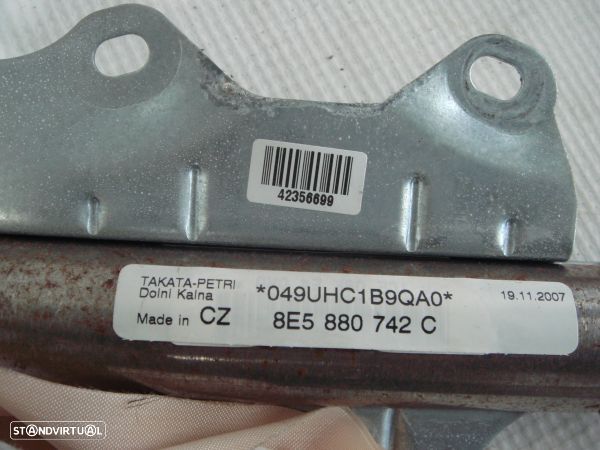 42356699
TAKATA-PETRI
Dolni Kalna
*049UHC1B9QA0*
19.11.2007
Made in CZ
8E5 880 742 C
STANDVIRTUAL